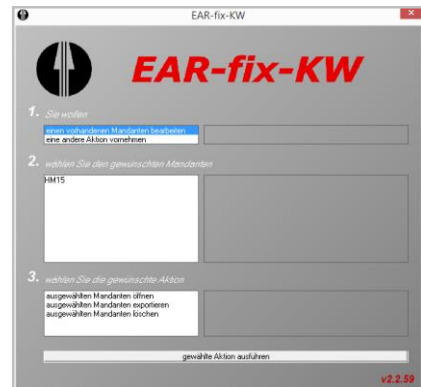 EAR-fix-KW
EAR-fix-KW
1. Sie wollen
einen vorhandenen Mandanten bearbeiten
eine andere Aktion vornehmen
2. wählen Sie den gewünschten Mandanten
HM15
3. wählen Sie die gewünschte Aktion
ausgewählten Mandanten öffnen
ausgewählten Mandanten exportieren
ausgewählten Mandanten löschen
gewählte Aktion ausführen
v2.2.59